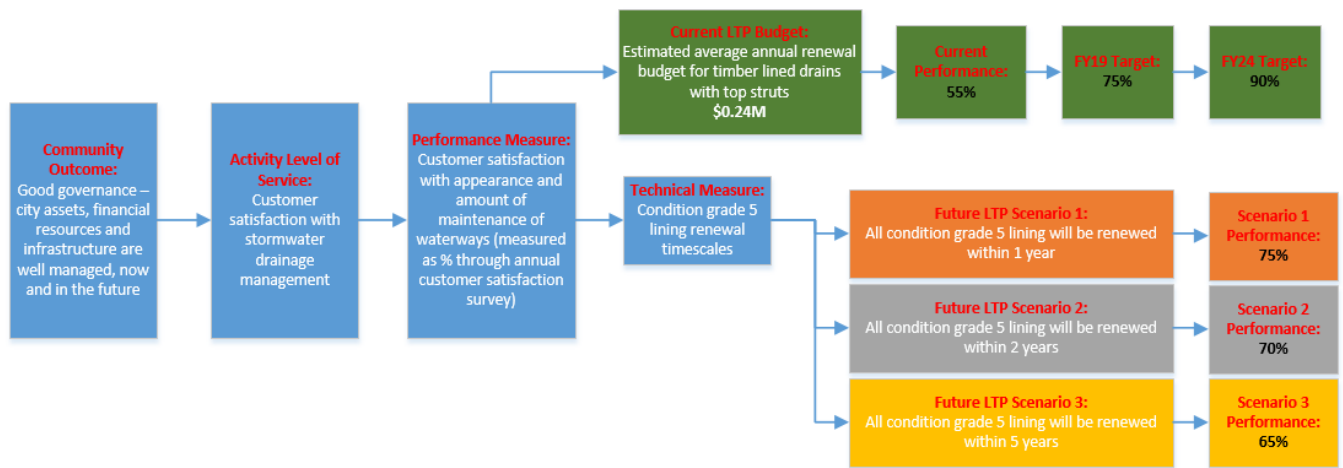 Community
Outcome:
Good governance –
city assets, financial
resources and
infrastructure are
well managed, now
and in the future
Activity Level of
Service:
Customer
satisfaction with
stormwater
drainage
management
Performance Measure:
Customer satisfaction
with appearance and
amount of
maintenance of
waterways (measured
as % through annual
customer satisfaction
survey)
Current LTP Budget:
Estimated average annual renewal
budget for timber lined drains
with top struts
$0.24M
Current
Performance:
55%
FY19 Target:
75%
FY24 Target:
90%
Technical Measure:
Condition grade 5
lining renewal
timescales
Future LTP Scenario 1:
All condition grade 5 lining will be renewed
within 1 year
Scenario 1
Performance:
75%
Future LTP Scenario 2:
All condition grade 5 lining will be renewed
within 2 years
Scenario 2
Performance:
70%
Future LTP Scenario 3:
All condition grade 5 lining will be renewed
within 5 years
Scenario 3
Performance:
65%